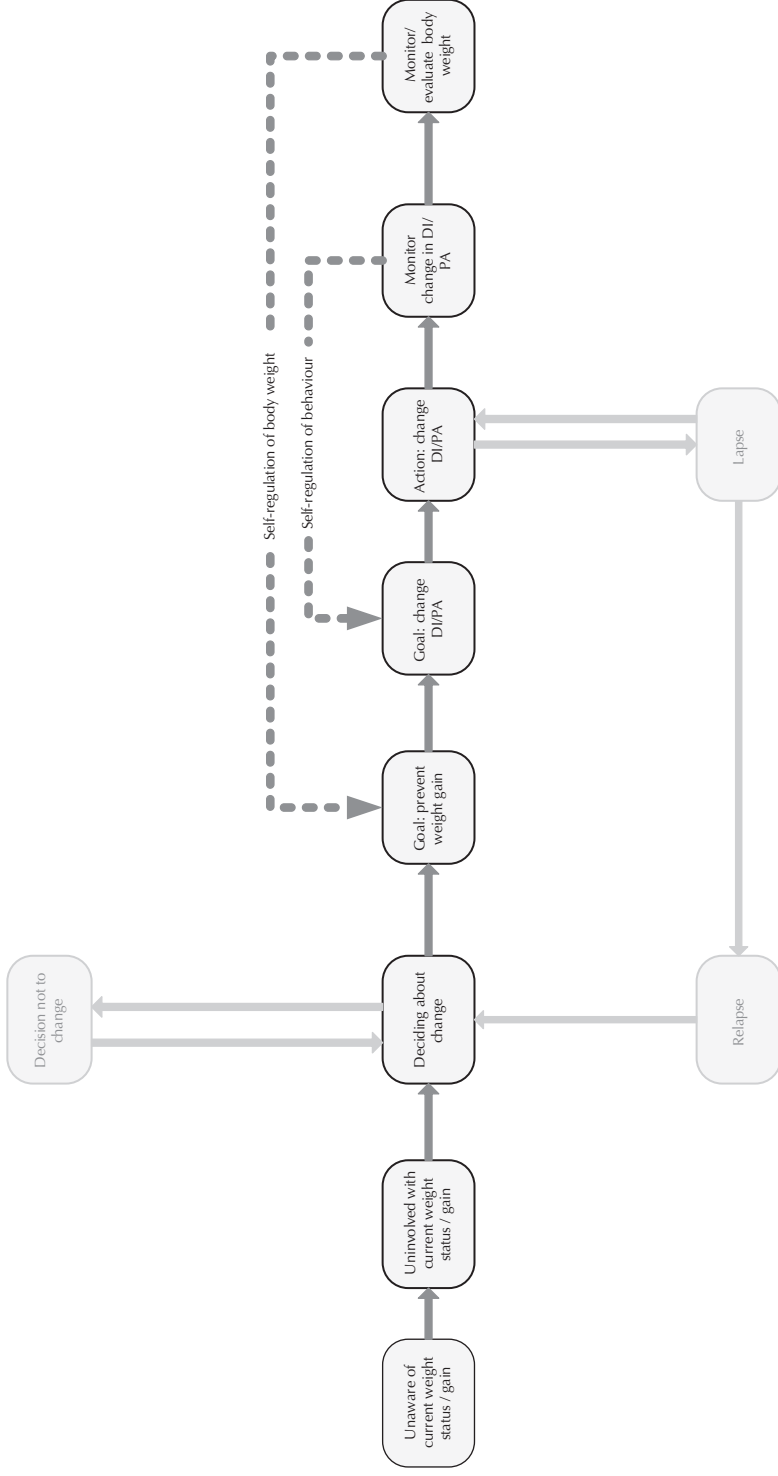 Decision not to
change
Self-regulation of body weight
Self-regulation of behaviour
Unaware of
current weight
status / gain
Uninvolved with
current weight
status / gain
Deciding about
change
Goal: prevent
weight gain
Goal: change
DI/PA
Action: change
DI/PA
Monitor
change in DI/
PA
Monitor/
evaluate body
weight
Relapse
Lapse